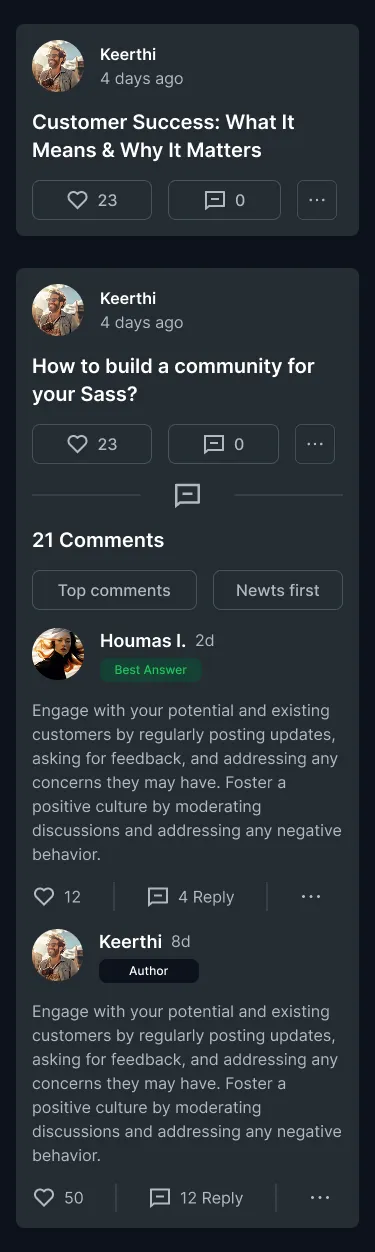 Keerthi
4 days ago
Customer Success: What It
Means & Why It Matters
23
0
Keerthi
4 days ago
How to build a community for
your Sass?
23
0
21 Comments
Top comments
Newts first
Houmas I. 2d
Best Answer
Engage with your potential and existing
customers by regularly posting updates,
asking for feedback, and addressing any
concerns they may have. Foster a
positive culture by moderating
discussions and addressing any negative
behavior.
12
4 Reply
Keerthi 8d
Author
Engage with your potential and existing
customers by regularly posting updates,
asking for feedback, and addressing any
concerns they may have. Foster a
positive culture by moderating
discussions and addressing any negative
behavior.
50
12 Reply